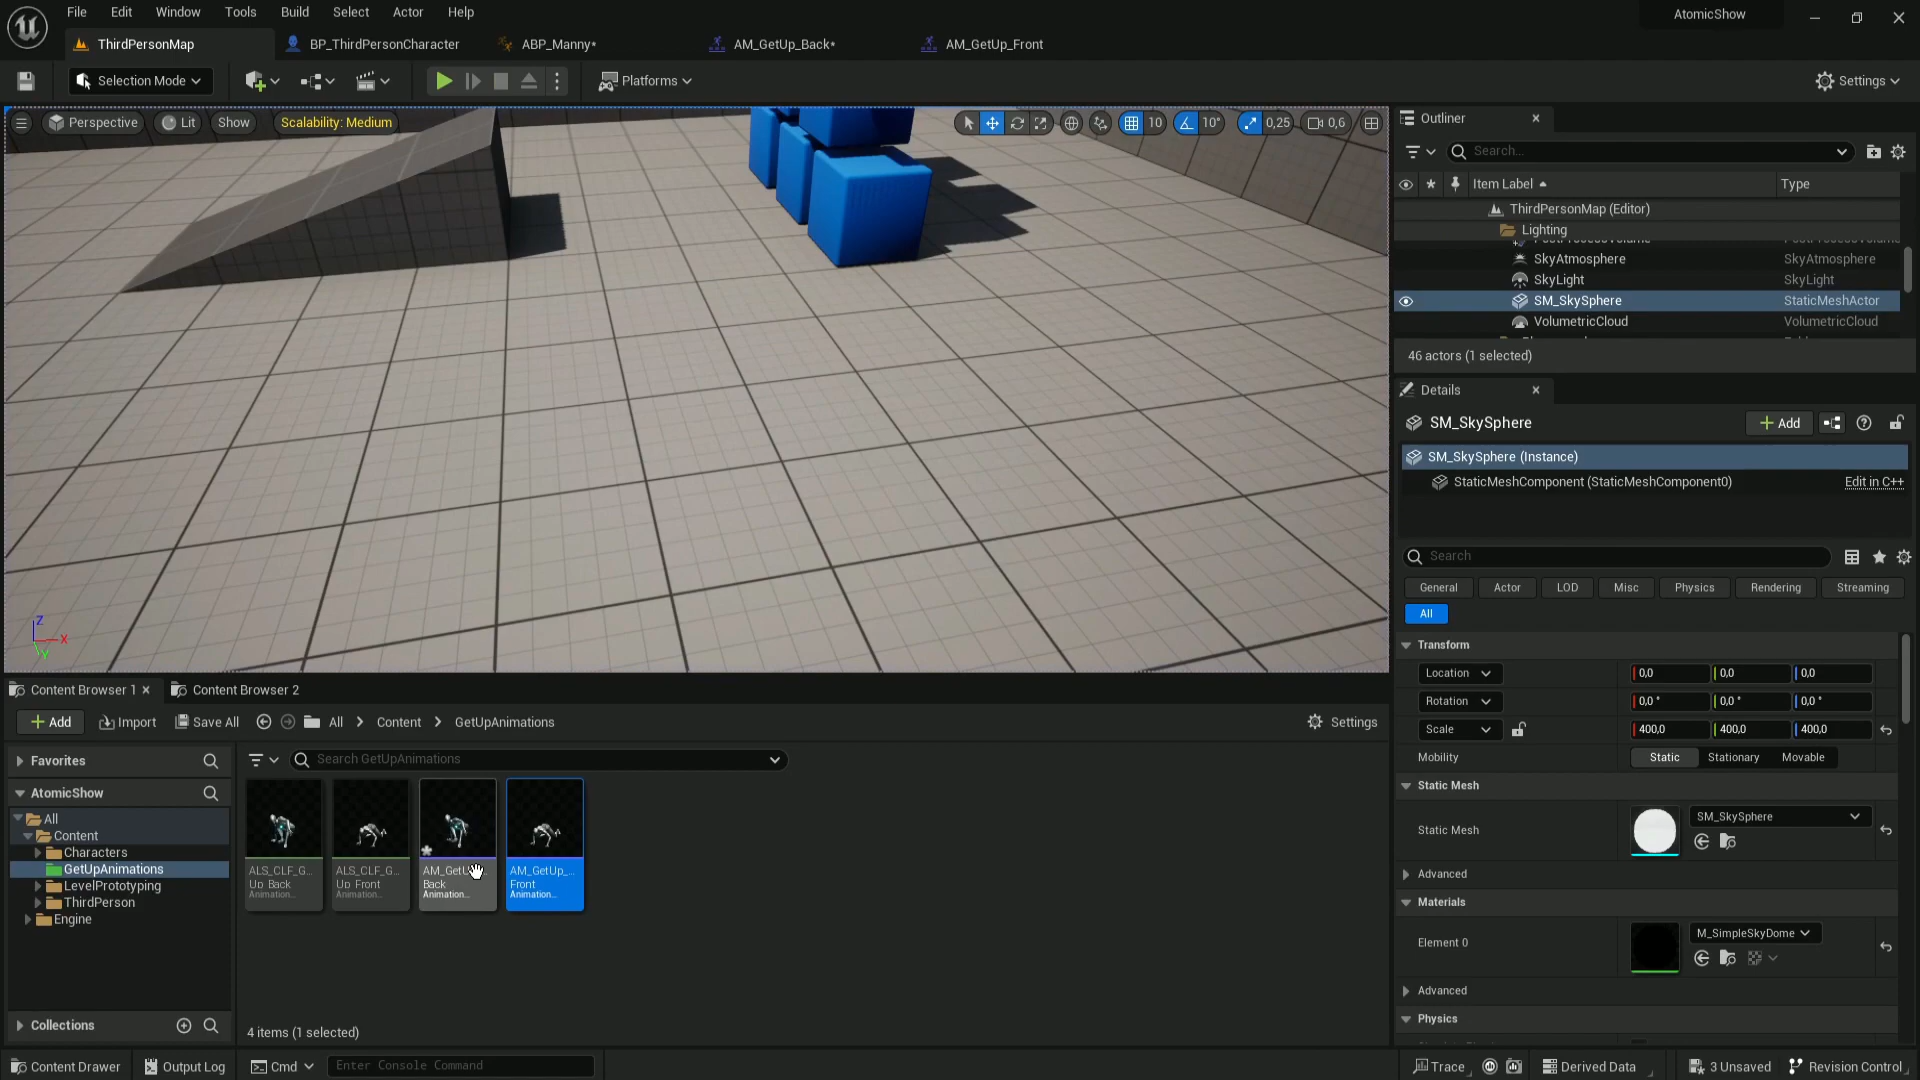 File Edit Window Tools Build Select Actor Help
AtomicShow
ThirdPersonMap
BP_ThirdPersonCharacter
ABP_Manny*
AM_GetUp_Back*
AM_GetUp_Front
Selection Mode
Platforms
Settings
Perspective
Lit
Show
Scalability: Medium
10
10°
0,25
0,6
Z
X
Y
Outliner
Search...
Item Label
Type
ThirdPersonMap (Editor)
Lighting
SkyAtmosphere SkyAtmosphere
SkyLight SkyLight
SM_SkySphere StaticMeshActor
VolumetricCloud VolumetricCloud
46 actors (1 selected)
Details
SM_SkySphere
Add
SM_SkySphere (Instance)
StaticMeshComponent (StaticMeshComponent0)
Edit in C++
Search
General Actor LOD Misc Physics Rendering Streaming
All
Transform
Location 0,0 0,0 0,0
Rotation 0,0 ° 0,0 ° 0,0 °
Scale 400,0 400,0 400,0
Mobility Static Stationary Movable
Static Mesh
Static Mesh SM_SkySphere
Advanced
Materials
Element 0 M_SimpleSkyDome
Advanced
Physics
Content Browser 1
Content Browser 2
Add
Import
Save All
All
Content
GetUpAnimations
Settings
Favorites
AtomicShow
All
Content
Characters
GetUpAnimations
LevelPrototyping
ThirdPerson
Engine
Collections
Search GetUpAnimations
ALS_CLF_G...
Up_Back
Animation...
ALS_CLF_G...
Up_Front
Animation...
AM_GetU
Back
Animation...
AM_GetUp_...
Front
Animation...
4 items (1 selected)
Content Drawer
Output Log
Cmd
Enter Console Command
Trace
Derived Data
3 Unsaved
Revision Control